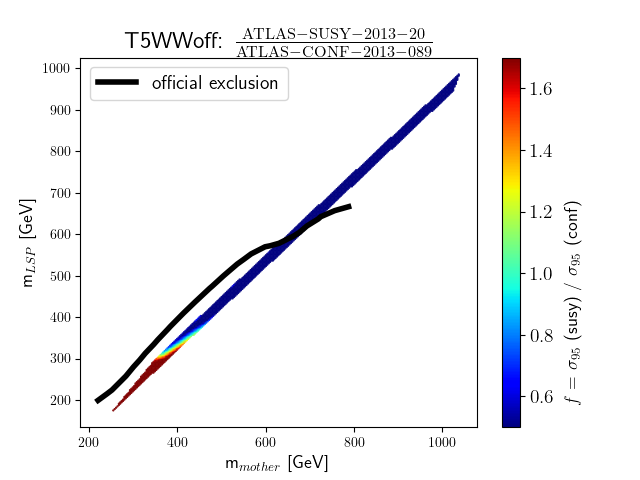 T5WWoff: ATLAS−SUSY−2013−20
ATLAS−CONF−2013−089
official exclusion
1000
900
800
700
600
500
400
300
200
m_LSP [GeV]
200 400 600 800 1000
m_mother [GeV]
1.6
1.4
1.2
1.0
0.8
0.6
f = σ_95 (susy) / σ_95 (conf)